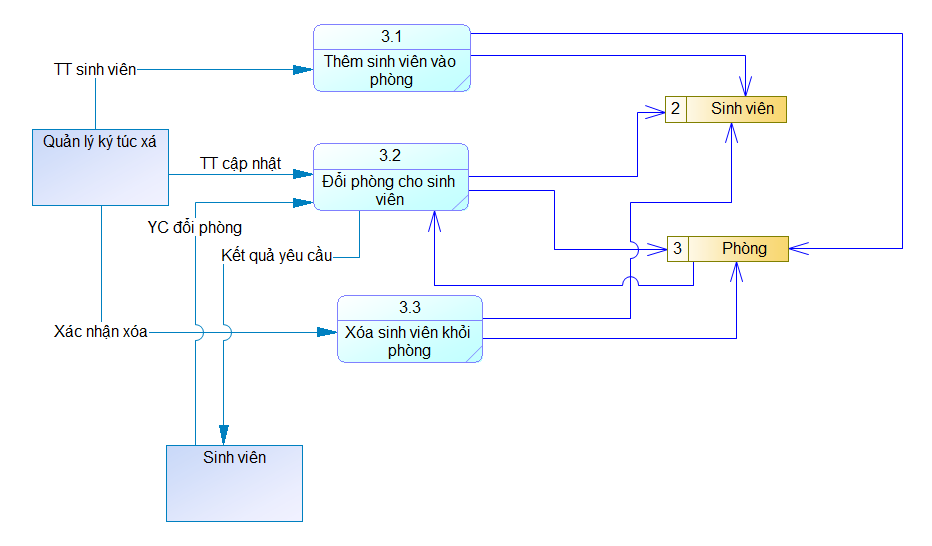 3.1
Thêm sinh viên vào
phòng
TT sinh viên
2 Sinh viên
Quản lý ký túc xá
3.2
Đổi phòng cho sinh
viên
TT cập nhật
YC đổi phòng
Kết quả yêu cầu
3 Phòng
3.3
Xóa sinh viên khỏi
phòng
Xác nhận xóa
Sinh viên